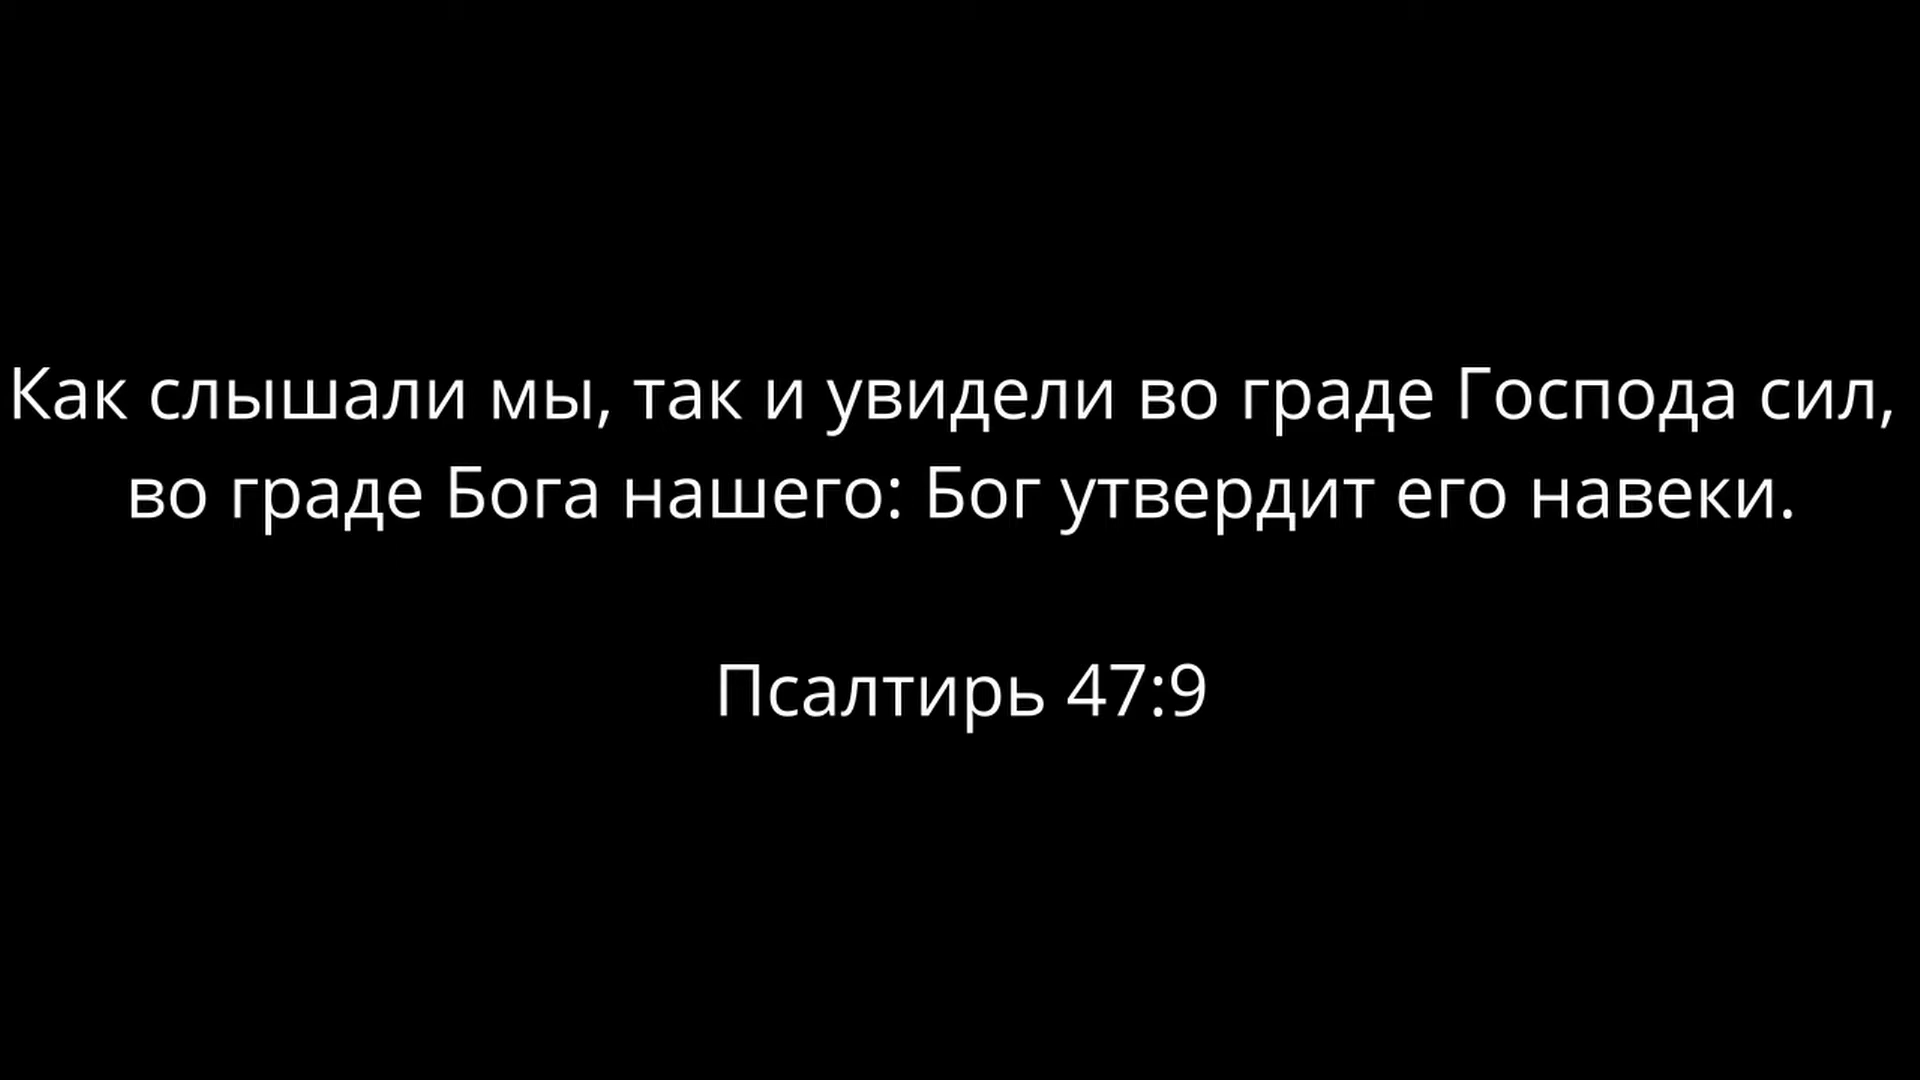 Как слышали мы, так и увидели во граде Господа сил,
во граде Бога нашего: Бог утвердит его навеки.
Псалтирь 47:9